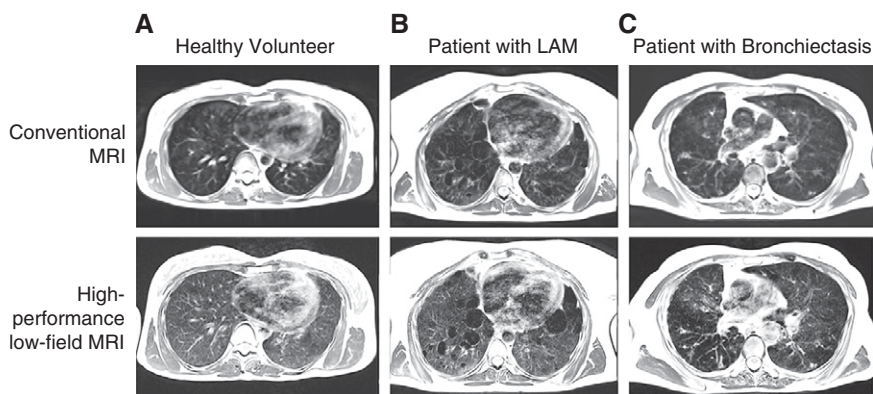 A
Healthy Volunteer
B
Patient with LAM
C
Patient with Bronchiectasis
Conventional
MRI
High-
performance
low-field MRI